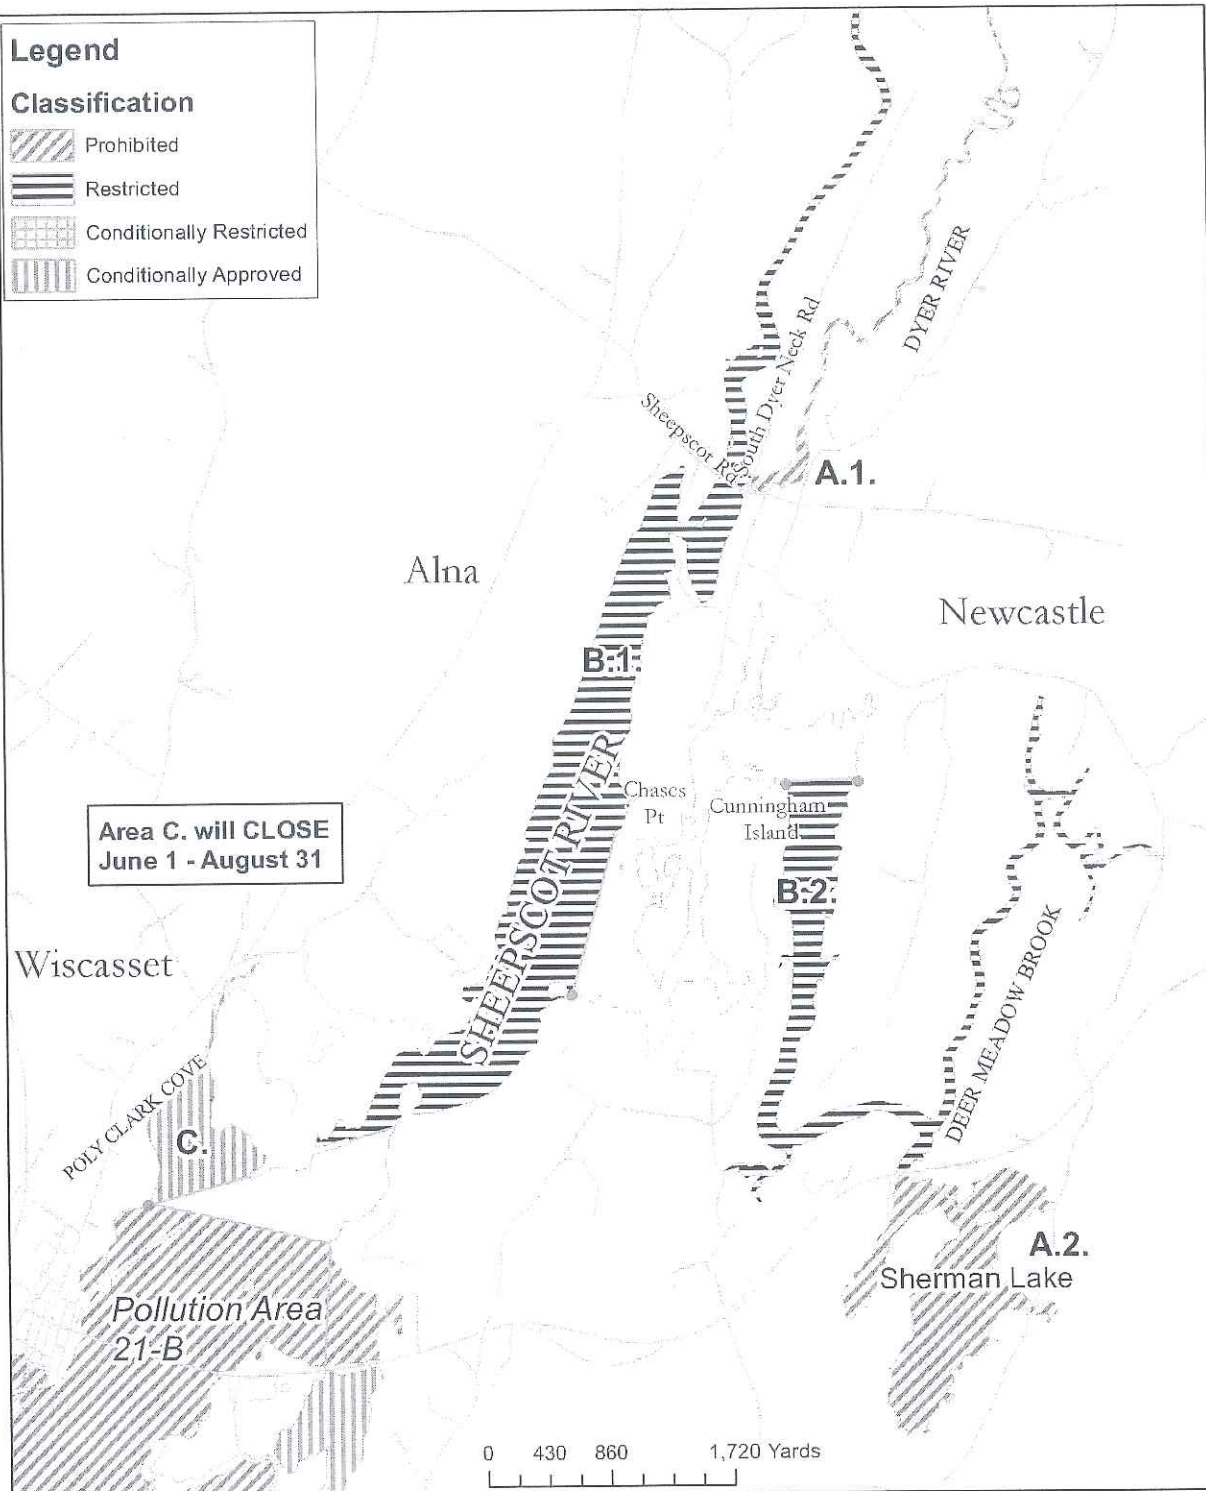 Legend
Classification
Prohibited
Restricted
Conditionally Restricted
Conditionally Approved
DYER RIVER
South Dyer Neck Rd
Sheepscot Rd
A.1.
Alna
Newcastle
B.1.
SHEEPSCOT RIVER
Chases
Pt
Cunningham
Island
B.2.
Area C. will CLOSE
June 1 - August 31
Wiscasset
DEER MEADOW BROOK
POLY CLARK COVE
C.
A.2.
Sherman Lake
Pollution Area
21-B
0 430 860 1,720 Yards